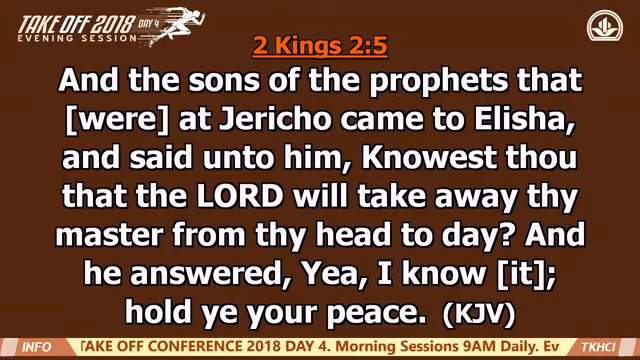 TAKE OFF 2018 DAY 4
EVENING SESSION
2 Kings 2:5
And the sons of the prophets that
[were] at Jericho came to Elisha,
and said unto him, Knowest thou
that the LORD will take away thy
master from thy head to day? And
he answered, Yea, I know [it];
hold ye your peace. (KJV)
INFO TAKE OFF CONFERENCE 2018 DAY 4. Morning Sessions 9AM Daily. Ev TKHCI